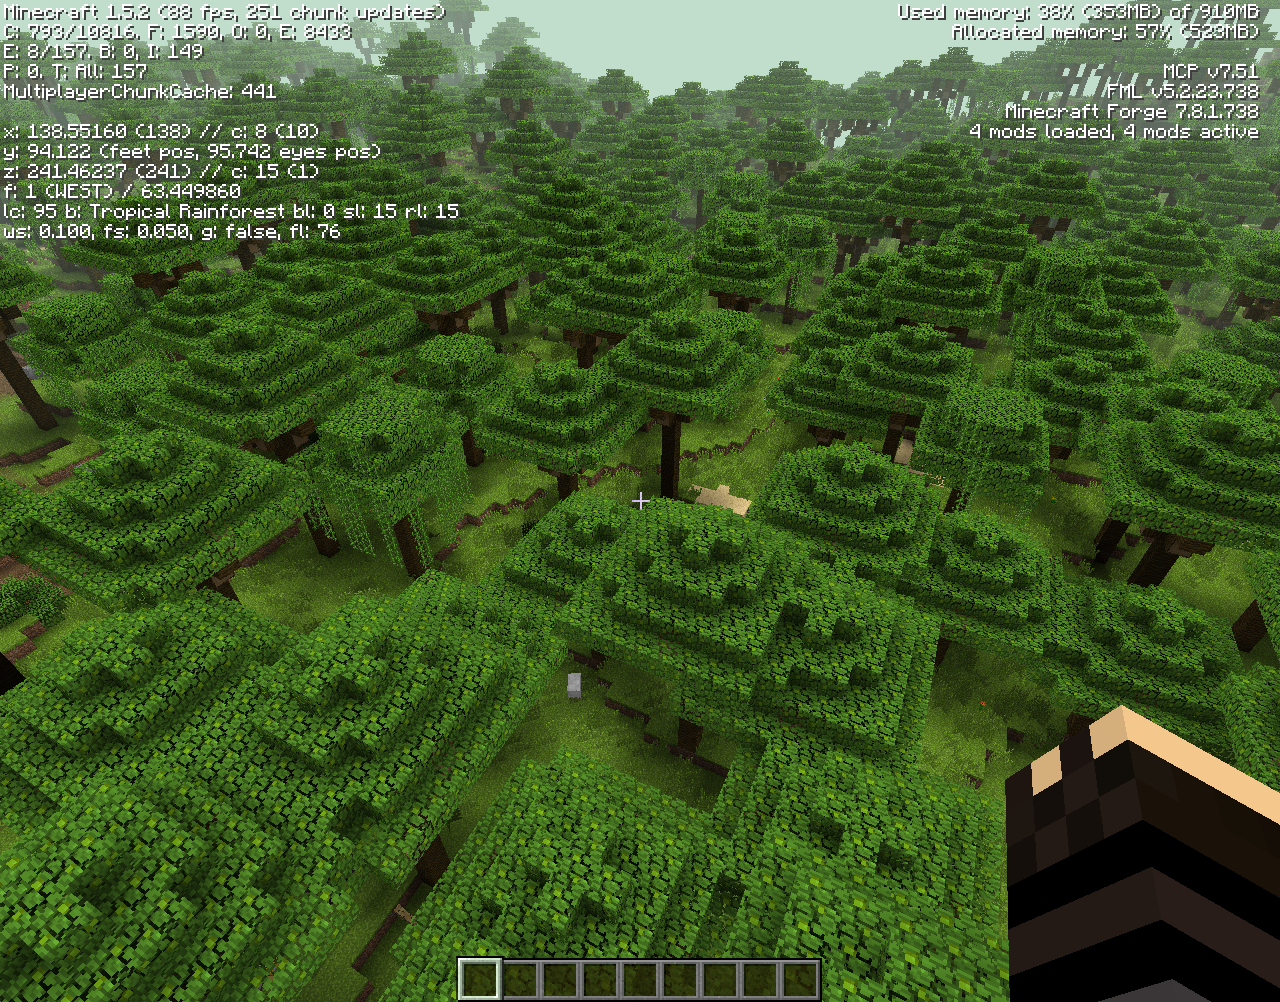 Minecraft 1.5.2 (38 fps, 251 chunk updates)
C: 793/10816. F: 1590, O: 0, E: 8433
E: 8/157. B: 0, I: 149
P: 0. T: All: 157
MultiplayerChunkCache: 441
x: 138.55160 (138) // c: 8 (10)
y: 94.122 (feet pos, 95.742 eyes pos)
z: 241.46237 (241) // c: 15 (1)
f: 1 (WEST) / 63.449860
lc: 95 b: Tropical Rainforest bl: 0 sl: 15 rl: 15
ws: 0.100, fs: 0.050, g: false, fl: 76
Used memory: 38% (353MB) of 910MB
Allocated memory: 57% (523MB)
MCP v7.51
FML v5.2.23.738
Minecraft Forge 7.8.1.738
4 mods loaded, 4 mods active